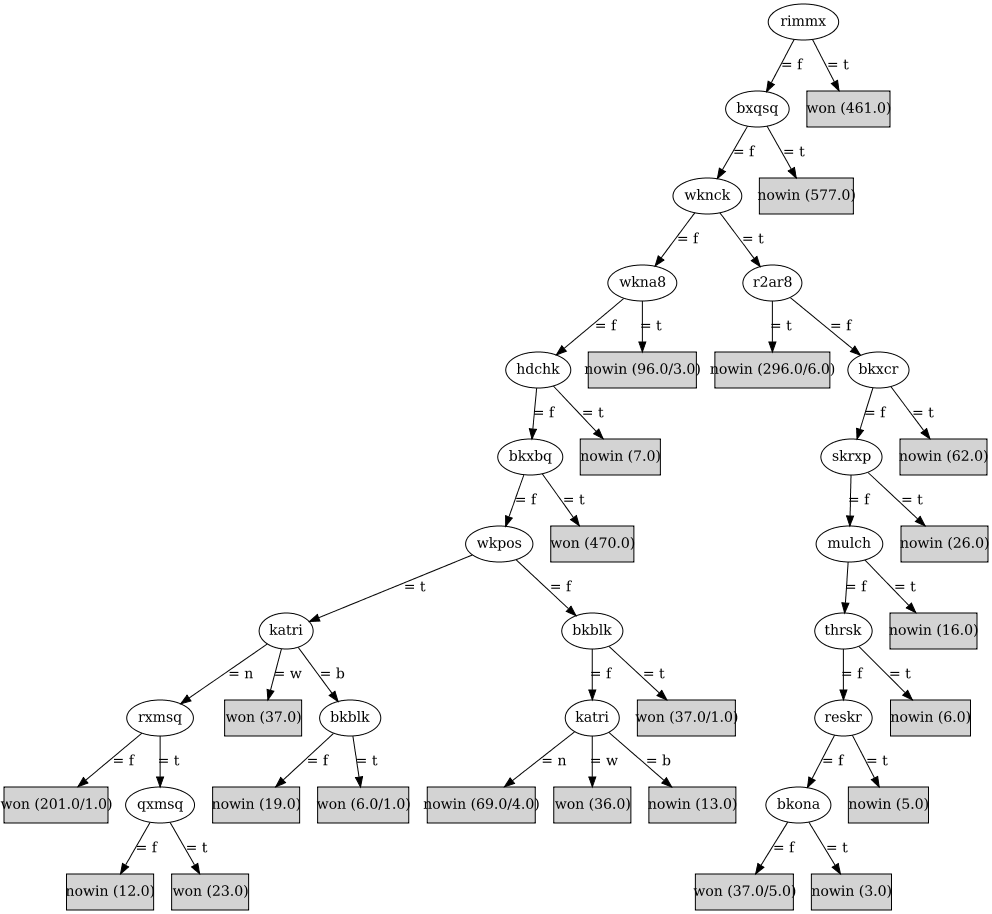 rimmx
= f
= t
bxqsq
won (461.0)
= f
= t
wknck
nowin (577.0)
= f
= t
wkna8
r2ar8
= f
= t
= t
= f
hdchk
nowin (96.0/3.0)
nowin (296.0/6.0)
bkxcr
= f
= t
= f
= t
bkxbq
nowin (7.0)
skrxp
nowin (62.0)
= f
= t
= f
= t
wkpos
won (470.0)
mulch
nowin (26.0)
= t
= f
= f
= t
katri
bkblk
thrsk
nowin (16.0)
= n
= w
= b
= f
= t
= f
= t
rxmsq
won (37.0)
bkblk
katri
won (37.0/1.0)
reskr
nowin (6.0)
= f
= t
= f
= t
= n
= w
= b
= f
= t
won (201.0/1.0)
qxmsq
nowin (19.0)
won (6.0/1.0)
nowin (69.0/4.0)
won (36.0)
nowin (13.0)
bkona
nowin (5.0)
= f
= t
= f
= t
nowin (12.0)
won (23.0)
won (37.0/5.0)
nowin (3.0)